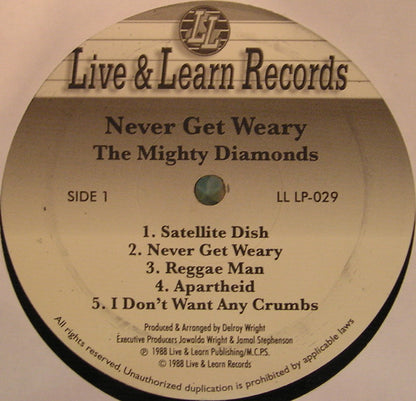 LL
Live & Learn Records
Never Get Weary
The Mighty Diamonds
SIDE 1 LL LP-029
1. Satellite Dish
2. Never Get Weary
3. Reggae Man
4. Apartheid
5. I Don't Want Any Crumbs
Produced & Arranged by Delroy Wright
Executive Producers Jawalda Wright & Jamal Stephenson
℗ 1988 Live & Learn Publishing/M.C.P.S.
© 1988 Live & Learn Records
All rights reserved, Unauthorized duplication is prohibited by applicable laws